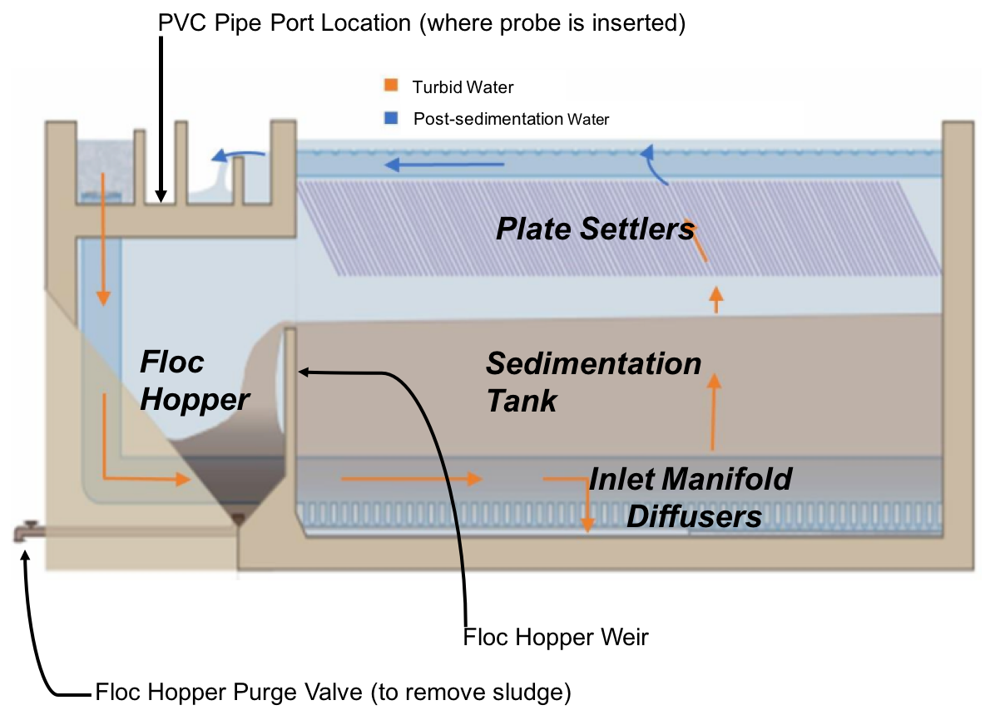 PVC Pipe Port Location (where probe is inserted)
Turbid Water
Post-sedimentation Water
Plate Settlers
Floc
Hopper
Sedimentation
Tank
Inlet Manifold
Diffusers
Floc Hopper Weir
Floc Hopper Purge Valve (to remove sludge)